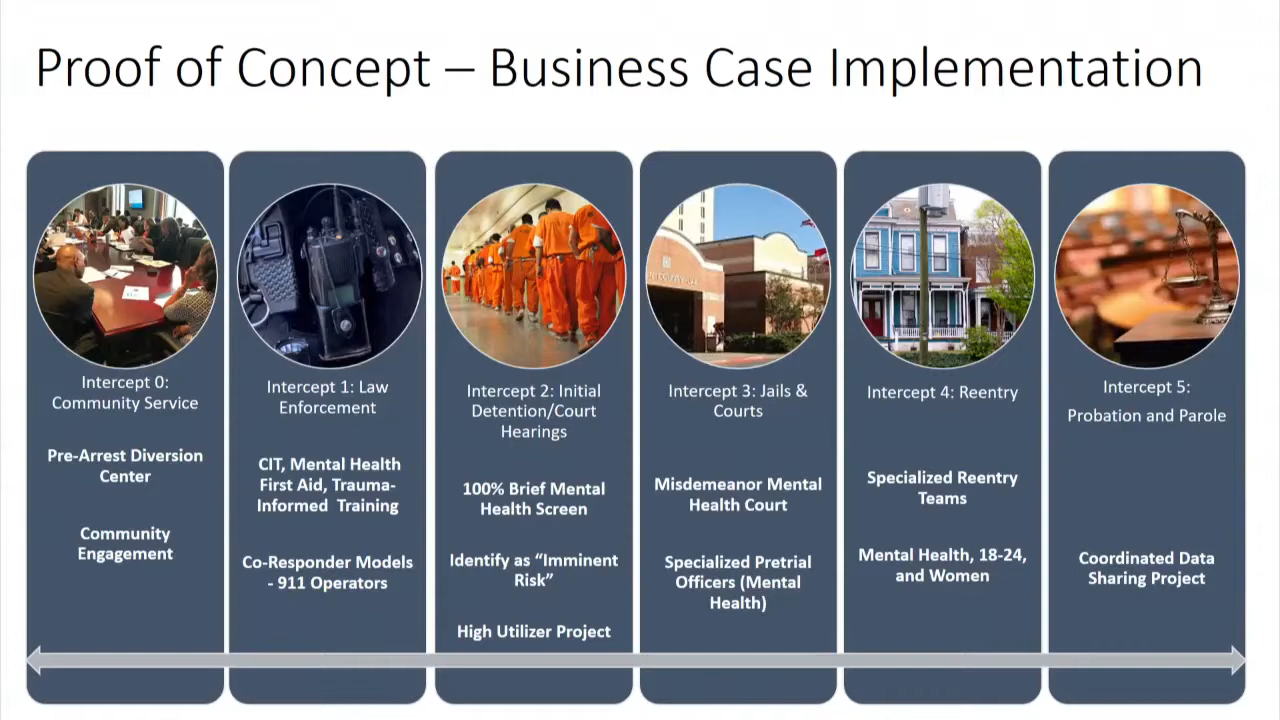 Proof of Concept – Business Case Implementation
Intercept 0:
Community Service
Pre-Arrest Diversion
Center
Community
Engagement
Intercept 1: Law
Enforcement
CIT, Mental Health
First Aid, Trauma-
Informed Training
Co-Responder Models
- 911 Operators
Intercept 2: Initial
Detention/Court
Hearings
100% Brief Mental
Health Screen
Identify as “Imminent
Risk”
High Utilizer Project
Intercept 3: Jails &
Courts
Misdemeanor Mental
Health Court
Specialized Pretrial
Officers (Mental
Health)
Intercept 4: Reentry
Specialized Reentry
Teams
Mental Health, 18-24,
and Women
Intercept 5:
Probation and Parole
Coordinated Data
Sharing Project